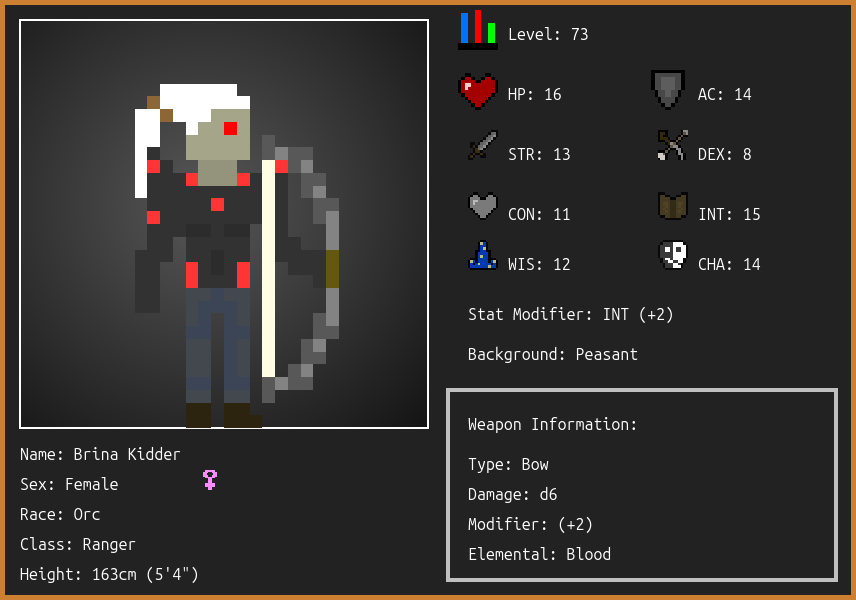 Level: 73
HP: 16
AC: 14
STR: 13
DEX: 8
CON: 11
INT: 15
WIS: 12
CHA: 14
Stat Modifier: INT (+2)
Background: Peasant
Weapon Information:
Type: Bow
Damage: d6
Modifier: (+2)
Elemental: Blood
Name: Brina Kidder
Sex: Female
Race: Orc
Class: Ranger
Height: 163cm (5'4")